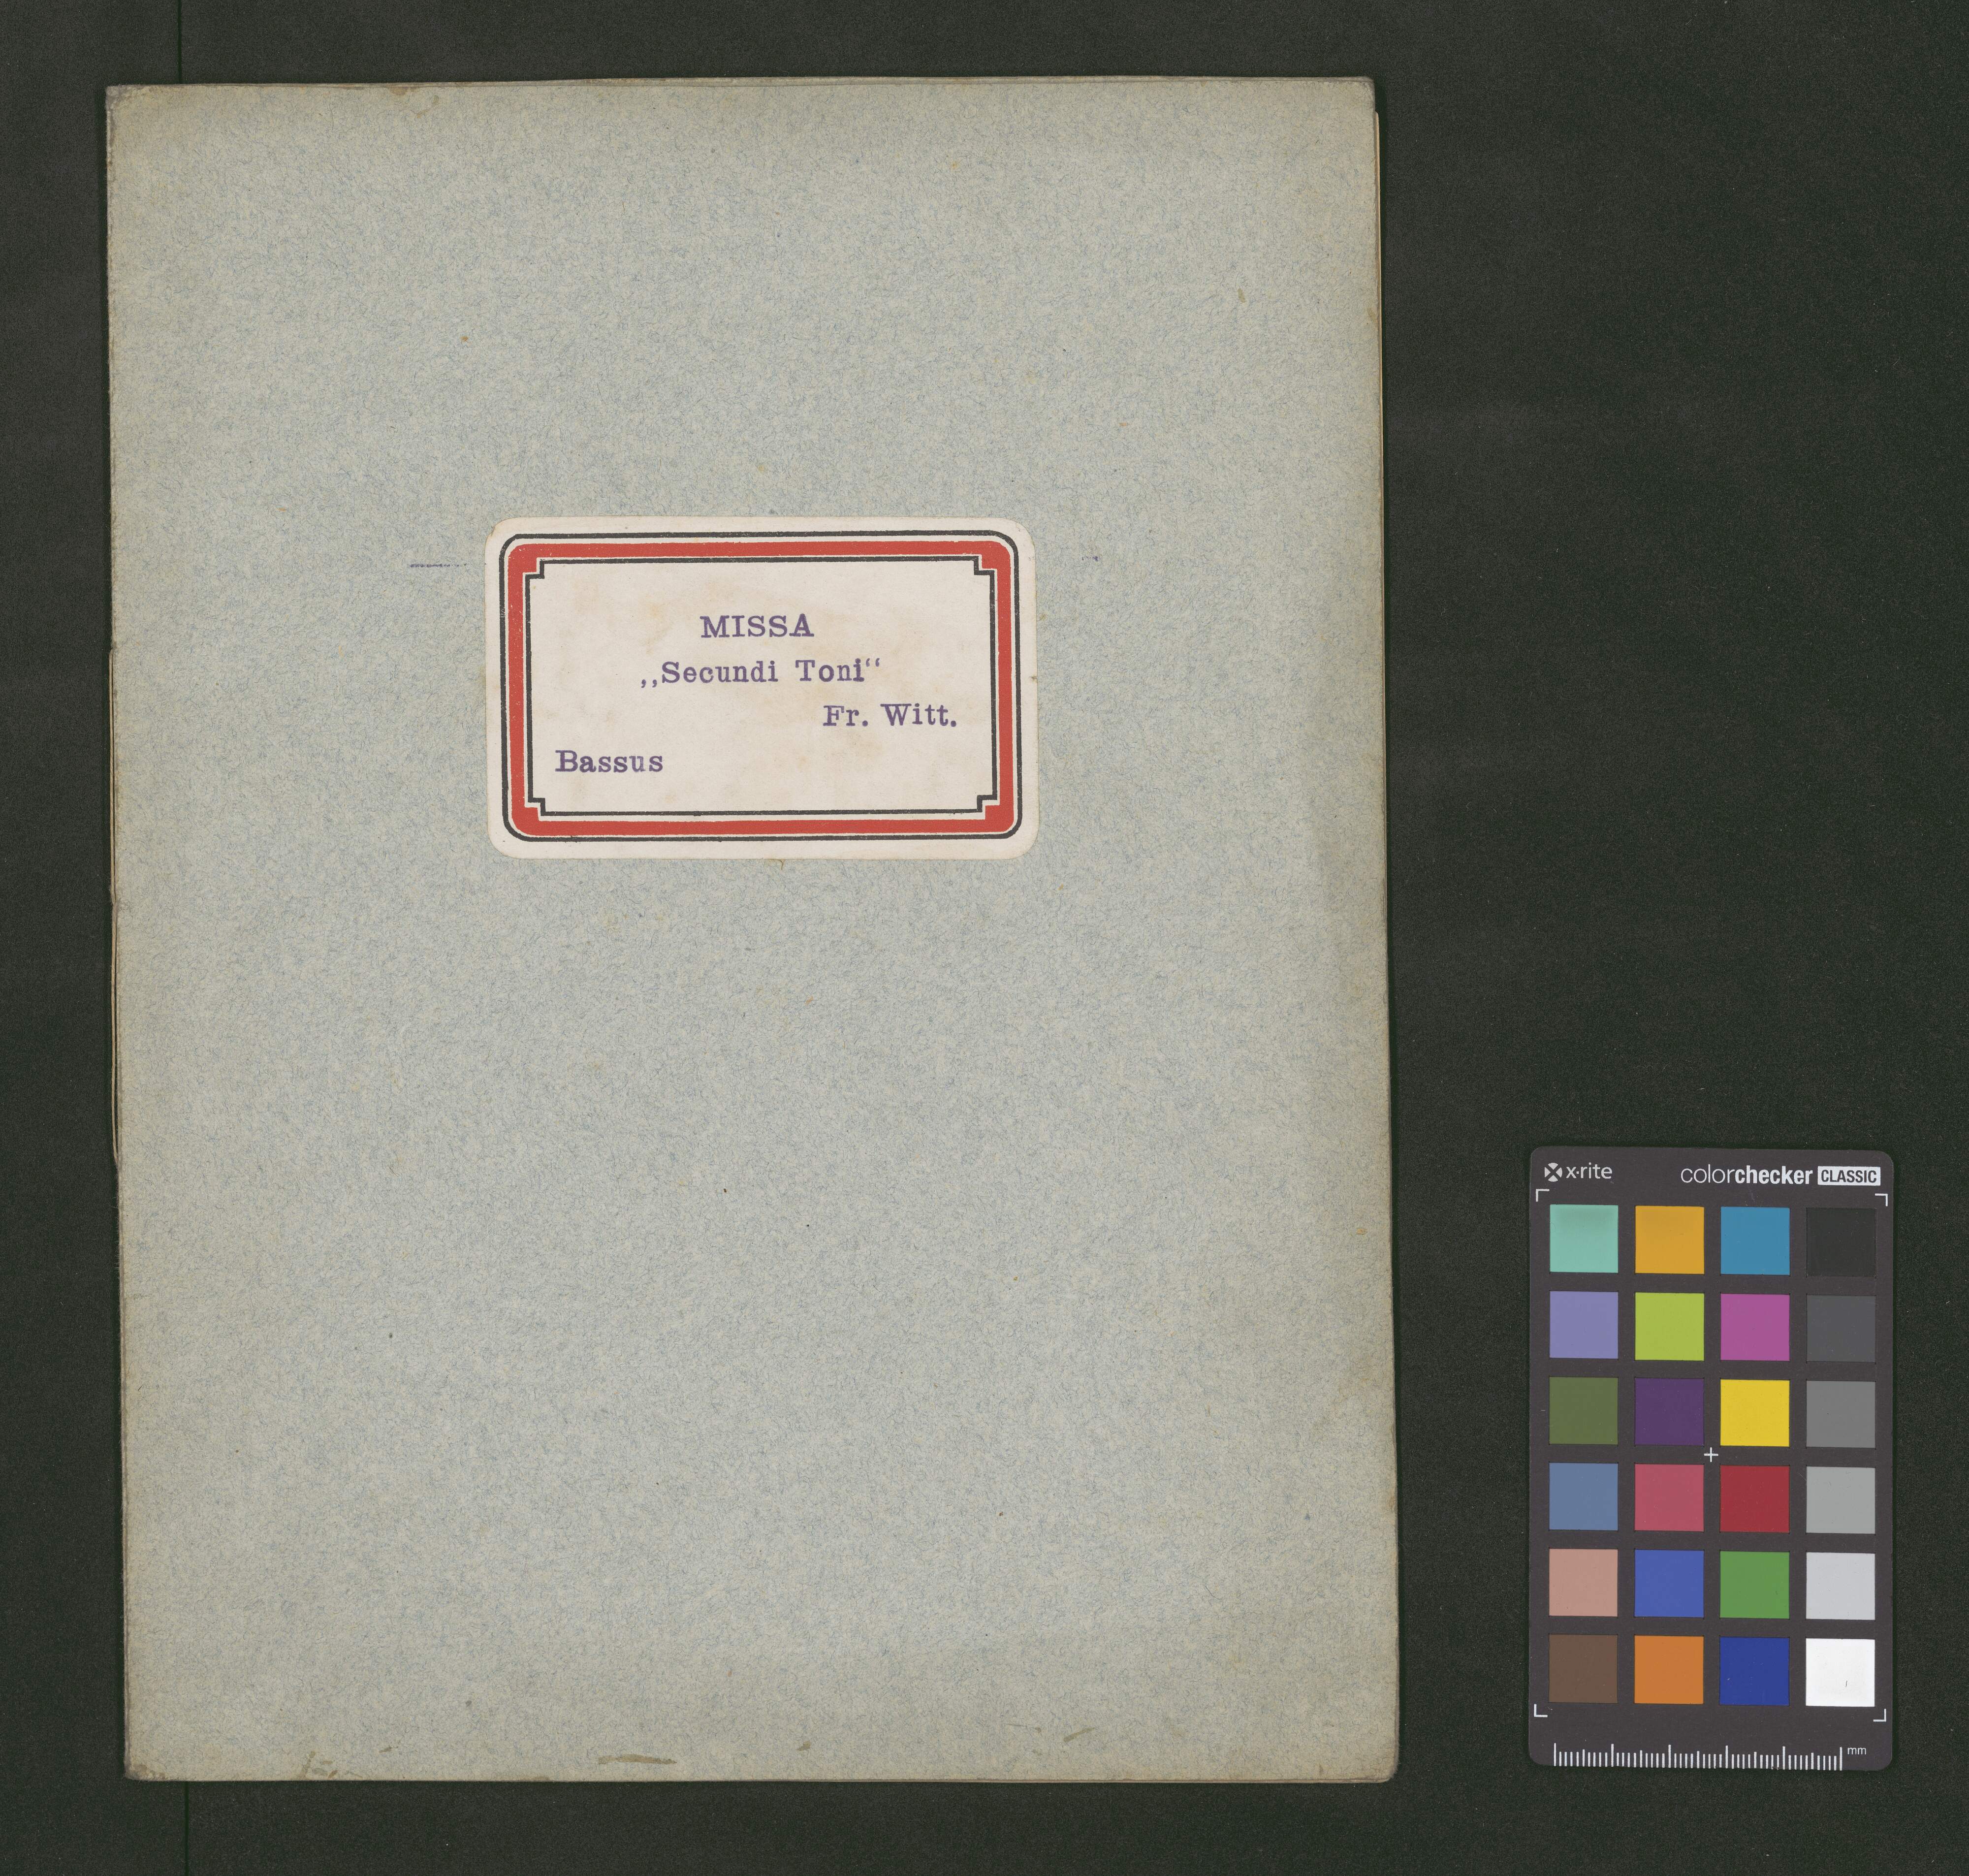 MISSA
„Secundi Toni“
Fr. Witt.
Bassus
x·rite colorchecker CLASSIC
mm